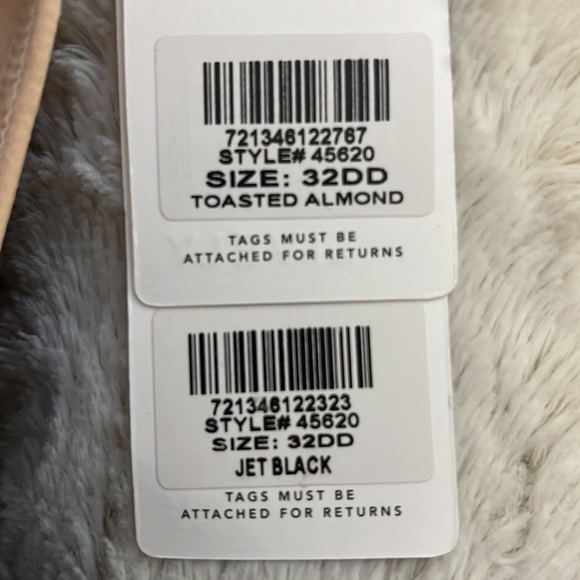 721346122767
STYLE# 45620
SIZE: 32DD
TOASTED ALMOND
TAGS MUST BE
ATTACHED FOR RETURNS
721346122323
STYLE# 45620
SIZE: 32DD
JET BLACK
TAGS MUST BE
ATTACHED FOR RETURNS